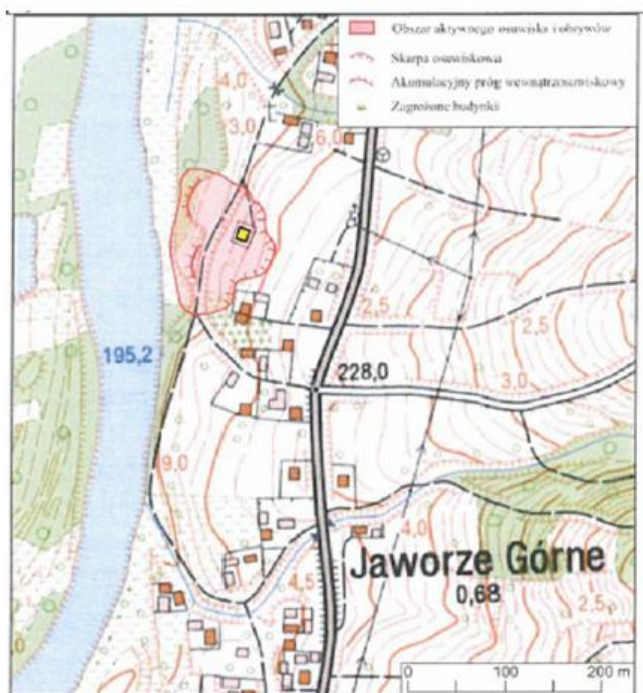 Obszar aktywnego osuwiska i obrywów
Skarpa osuwiskowa
Akumulacyjny próg wewnątrzosuwiskowy
Zagrożone budynki
4,0
3,0
6,0
2,5
2,5
195,2
228,0
3,0
9,0
4,0
Jaworze Górne
0,68
4,5
2,5
0 100 200 m